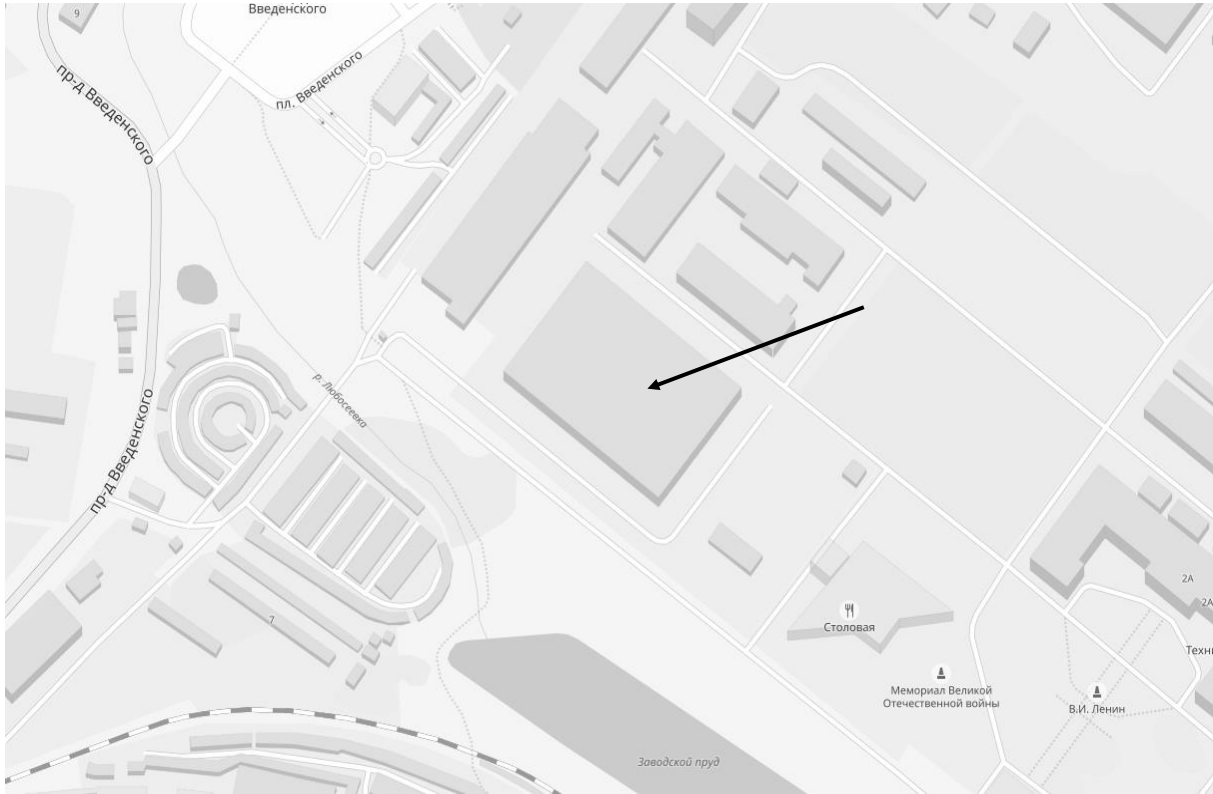 9
Введенского
пр-д Введенского
пл. Введенского
р. Любосеевка
пр-д Введенского
7
Столовая
Мемориал Великой
Отечественной войны
В.И. Ленин
2А
2А
Техни
Заводской пруд